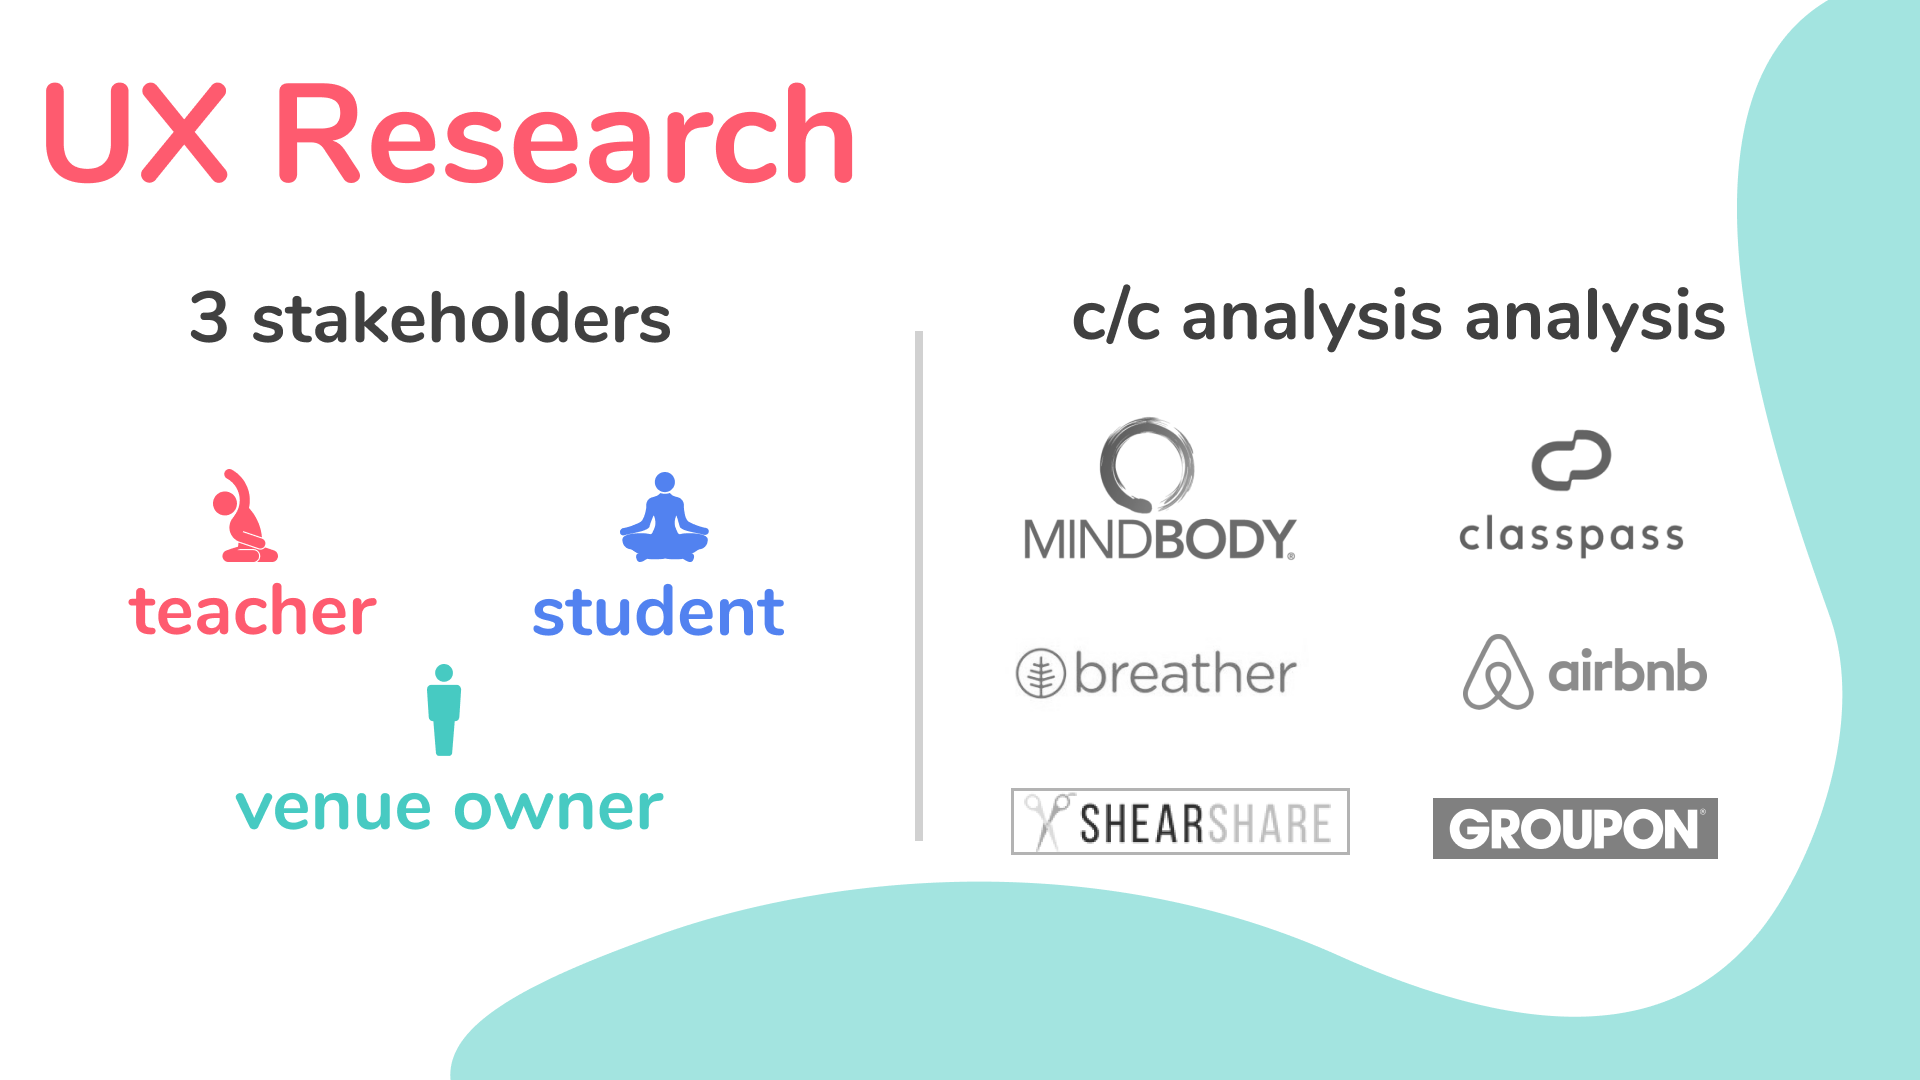 UX Research
3 stakeholders
teacher
student
venue owner
c/c analysis analysis
MINDBODY®
classpass
breather
airbnb
SHEARSHARE
GROUPON®